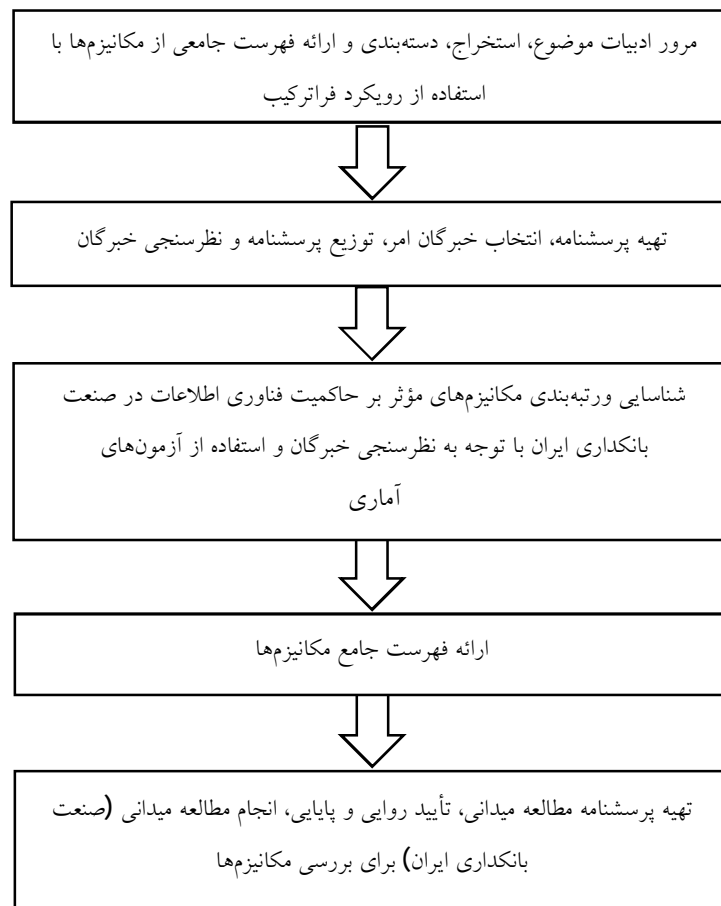 مرور ادبیات موضوع، استخراج، دسته‌بندی و ارائه فهرست جامعی از مکانیزم‌ها با
استفاده از رویکرد فراترکیب
تهیه پرسشنامه، انتخاب خبرگان امر، توزیع پرسشنامه و نظرسنجی خبرگان
شناسایی ورتبه‌بندی مکانیزم‌های مؤثر بر حاکمیت فناوری اطلاعات در صنعت
بانکداری ایران با توجه به نظرسنجی خبرگان و استفاده از آزمون‌های
آماری
ارائه فهرست جامع مکانیزم‌ها
تهیه پرسشنامه مطالعه میدانی، تأیید روایی و پایایی، انجام مطالعه میدانی (صنعت
بانکداری ایران) برای بررسی مکانیزم‌ها